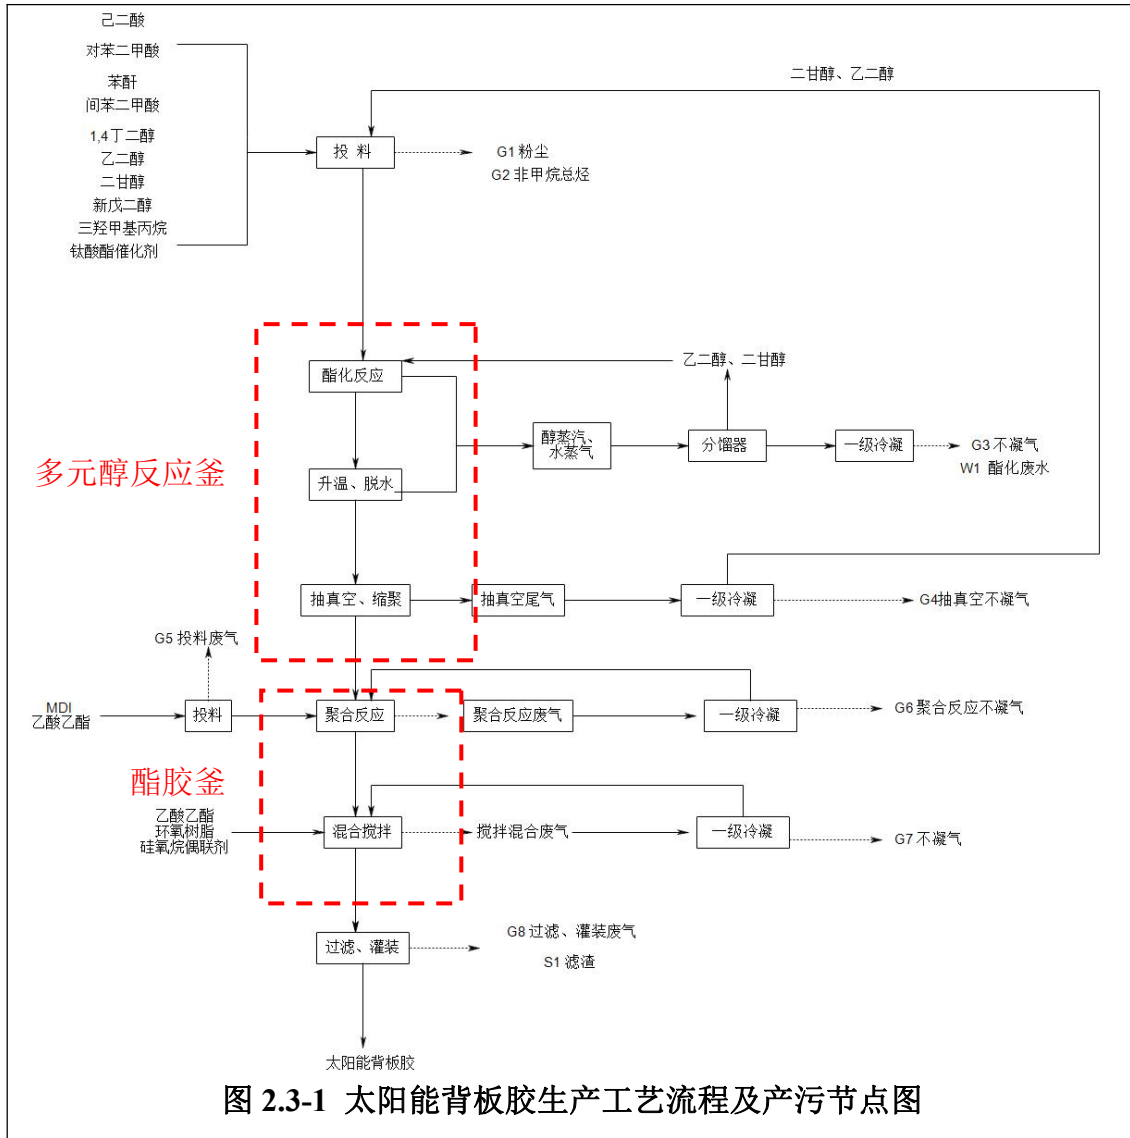 己二酸
对苯二甲酸
苯酐
间苯二甲酸
1,4丁二醇
乙二醇
二甘醇
新戊二醇
三羟甲基丙烷
钛酸酯催化剂
二甘醇、乙二醇
投 料
G1 粉尘
G2 非甲烷总烃
酯化反应
乙二醇、二甘醇
醇蒸汽、
水蒸气
分馏器
一级冷凝
G3 不凝气
W1 酯化废水
多元醇反应釜
升温、脱水
抽真空、缩聚
抽真空尾气
一级冷凝
G4抽真空不凝气
G5 投料废气
MDI
乙酸乙酯
投料
聚合反应
聚合反应废气
一级冷凝
G6 聚合反应不凝气
酯胶釜
乙酸乙酯
环氧树脂
硅氧烷偶联剂
混合搅拌
搅拌混合废气
一级冷凝
G7 不凝气
过滤、灌装
G8 过滤、灌装废气
S1 滤渣
太阳能背板胶
图 2.3-1 太阳能背板胶生产工艺流程及产污节点图